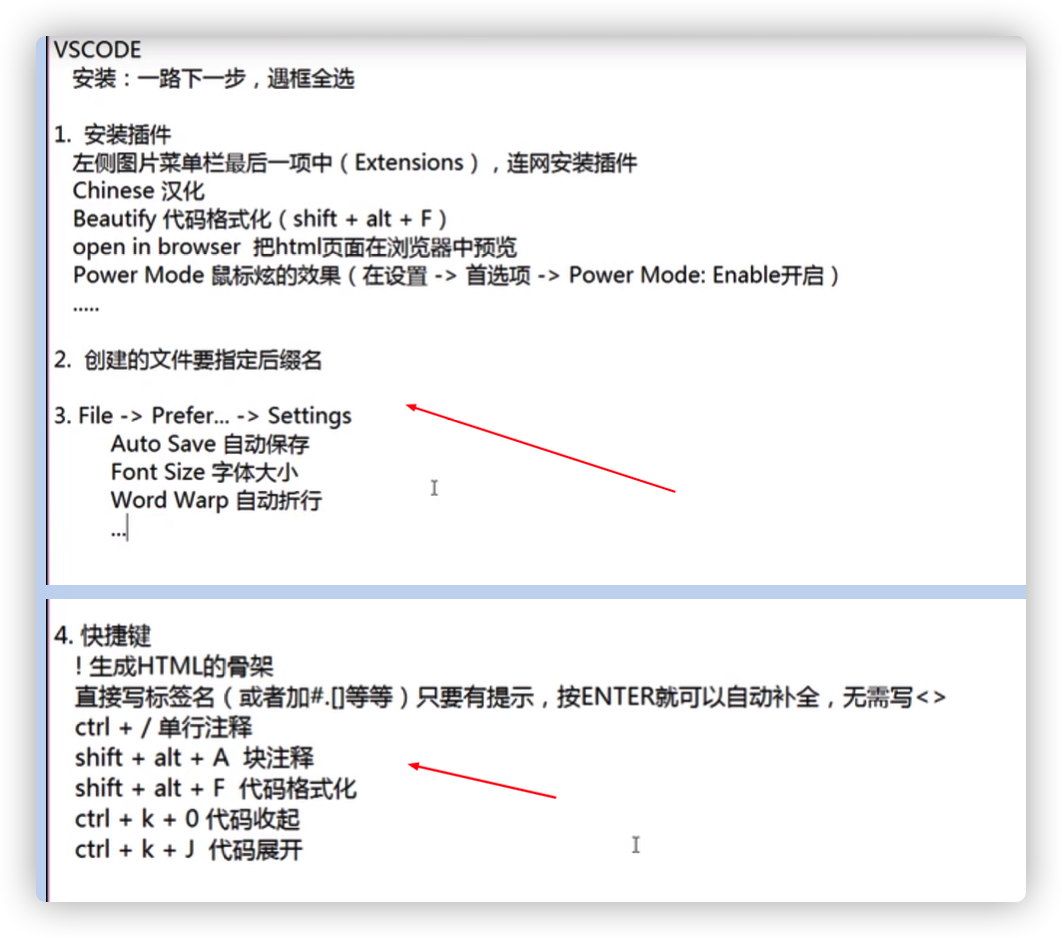 VSCODE
安装：一路下一步，遇框全选
1. 安装插件
左侧图片菜单栏最后一项中（Extensions），连网安装插件
Chinese 汉化
Beautify 代码格式化（shift + alt + F）
open in browser 把html页面在浏览器中预览
Power Mode 鼠标炫的效果（在设置 -> 首选项 -> Power Mode: Enable开启）
.....
2. 创建的文件要指定后缀名
3. File -> Prefer... -> Settings
Auto Save 自动保存
Font Size 字体大小
Word Warp 自动折行
...
4. 快捷键
! 生成HTML的骨架
直接写标签名（或者加#.[]等等）只要有提示，按ENTER就可以自动补全，无需写<>
ctrl + / 单行注释
shift + alt + A 块注释
shift + alt + F 代码格式化
ctrl + k + 0 代码收起
ctrl + k + J 代码展开